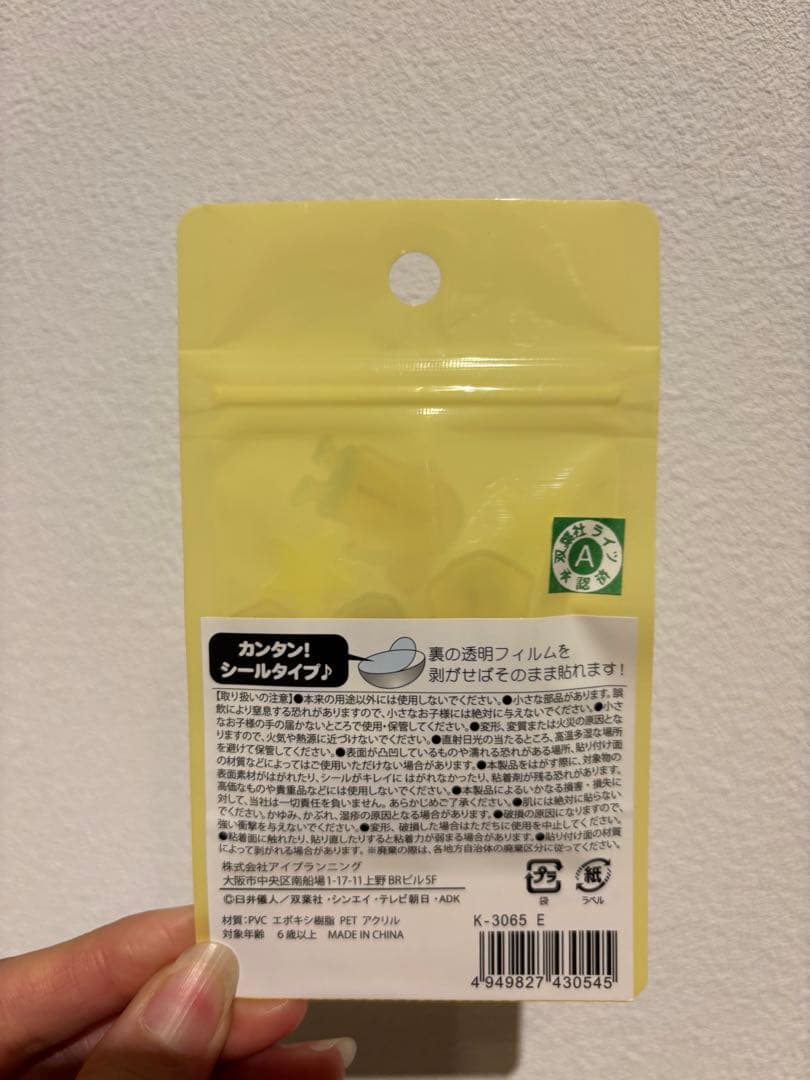 双葉社ライツ
A
承認済
カンタン!
シールタイプ♪
裏の透明フィルムを
剥がせばそのまま貼れます!
【取り扱いの注意】●本来の用途以外には使用しないでください。●小さな部品があります。誤
飲により窒息する恐れがありますので、小さなお子様には絶対に与えないでください。●小さ
なお子様の手の届かないところで使用・保管してください。●変形、変質または火災の原因とな
りますので、火気や熱源に近づけないでください。●直射日光の当たるところ、高温多湿な場所
を避けて保管してください。●表面が凸凹しているものや濡れる恐れがある場所、貼り付け面
の材質などによってはご使用いただけない場合があります。●本製品をはがす際に、対象物の
表面素材がはがれたり、シールがキレイに はがれなかったり、粘着剤が残る恐れがあります。
高価なものや貴重品などには使用しないでください。●本製品によるいかなる損害・損失に
対して、当社は一切責任を負いません。あらかじめご了承ください。●肌には絶対に貼らない
でください。かゆみ、かぶれ、湿疹の原因となる場合があります。●破損の原因になりますので、
強い衝撃を与えないでください。●変形、破損した場合はただちに使用を中止してください。
●粘着面に触れたり、貼り直したりすると粘着力が弱まる場合があります。●貼り付け面の材質
によって剥がれる場合があります。※廃棄の際は、各地方自治体の廃棄区分に従ってください。
株式会社アイプランニング
大阪市中央区南船場1-17-11上野BRビル5F
©臼井儀人／双葉社・シンエイ・テレビ朝日・ADK
材質:PVC エポキシ樹脂 PET アクリル
対象年齢 6歳以上 MADE IN CHINA
プラ
袋
紙
ラベル
K-3065 E
4 949827 430545